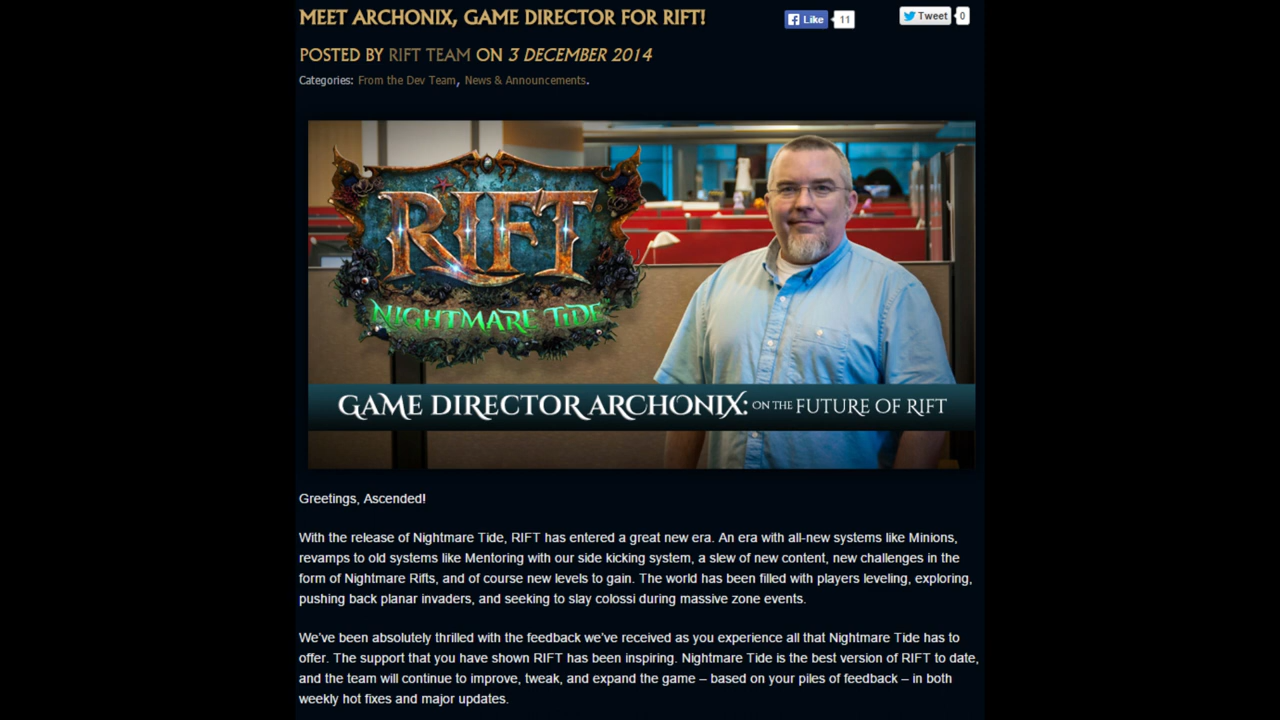 MEET ARCHONIX, GAME DIRECTOR FOR RIFT!
Like 11
Tweet 0
POSTED BY RIFT TEAM ON 3 DECEMBER 2014
Categories: From the Dev Team, News & Announcements.
RIFT
NIGHTMARE TIDE
GAME DIRECTOR ARCHONIX: ON THE FUTURE OF RIFT
Greetings, Ascended!
With the release of Nightmare Tide, RIFT has entered a great new era. An era with all-new systems like Minions,
revamps to old systems like Mentoring with our side kicking system, a slew of new content, new challenges in the
form of Nightmare Rifts, and of course new levels to gain. The world has been filled with players leveling, exploring,
pushing back planar invaders, and seeking to slay colossi during massive zone events.
We’ve been absolutely thrilled with the feedback we’ve received as you experience all that Nightmare Tide has to
offer. The support that you have shown RIFT has been inspiring. Nightmare Tide is the best version of RIFT to date,
and the team will continue to improve, tweak, and expand the game – based on your piles of feedback – in both
weekly hot fixes and major updates.